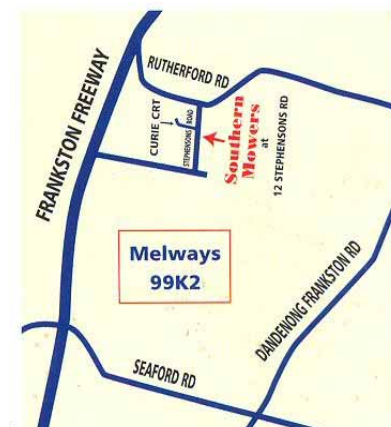 RUTHERFORD RD
FRANKSTON FREEWAY
CURIE CRT
STEPHENSONS ROAD
Southern
Mowers
at
12 STEPHENSONS RD
Melways
99K2
DANDENONG FRANKSTON RD
SEAFORD RD